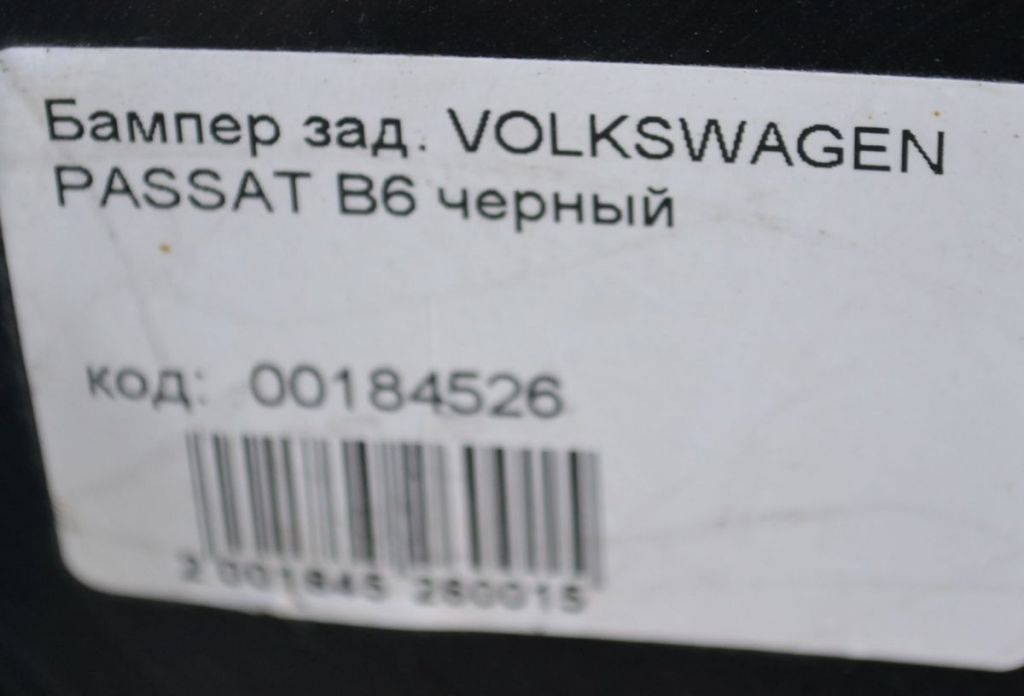 Бампер зад. VOLKSWAGEN
PASSAT B6 черный
код: 00184526
2 001845 260015